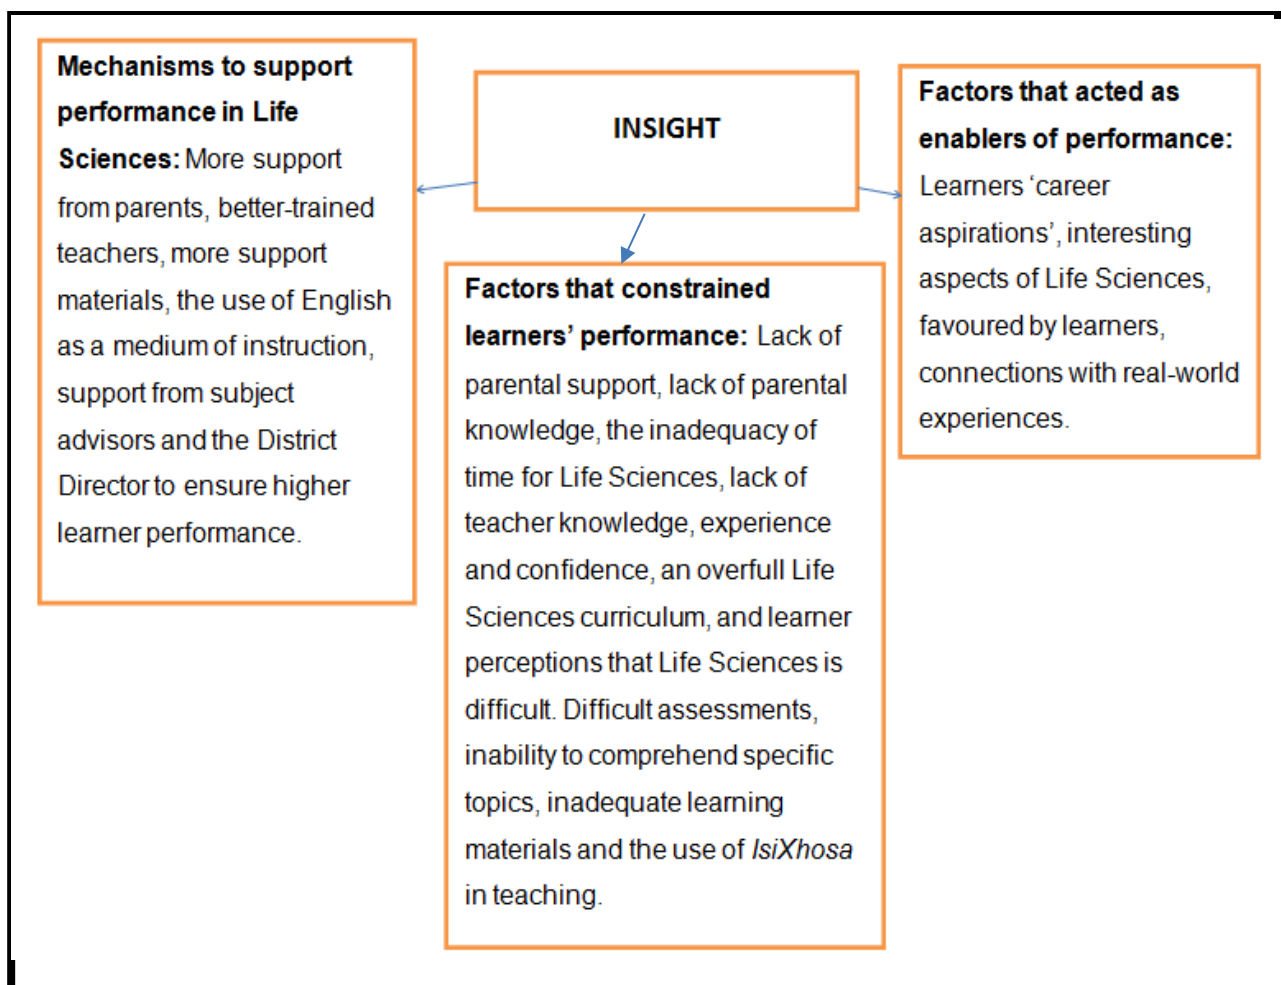 Mechanisms to support
performance in Life
Sciences: More support
from parents, better-trained
teachers, more support
materials, the use of English
as a medium of instruction,
support from subject
advisors and the District
Director to ensure higher
learner performance.
INSIGHT
Factors that constrained
learners’ performance: Lack of
parental support, lack of parental
knowledge, the inadequacy of
time for Life Sciences, lack of
teacher knowledge, experience
and confidence, an overfull Life
Sciences curriculum, and learner
perceptions that Life Sciences is
difficult. Difficult assessments,
inability to comprehend specific
topics, inadequate learning
materials and the use of IsiXhosa
in teaching.
Factors that acted as
enablers of performance:
Learners ‘career
aspirations’, interesting
aspects of Life Sciences,
favoured by learners,
connections with real-world
experiences.